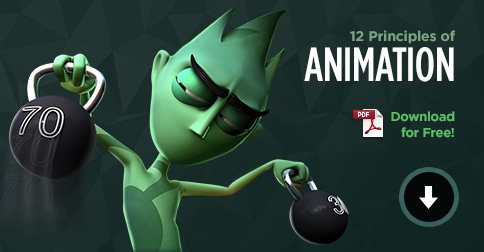 12 Principles of
ANIMATION
70
PDF
Download
for Free!